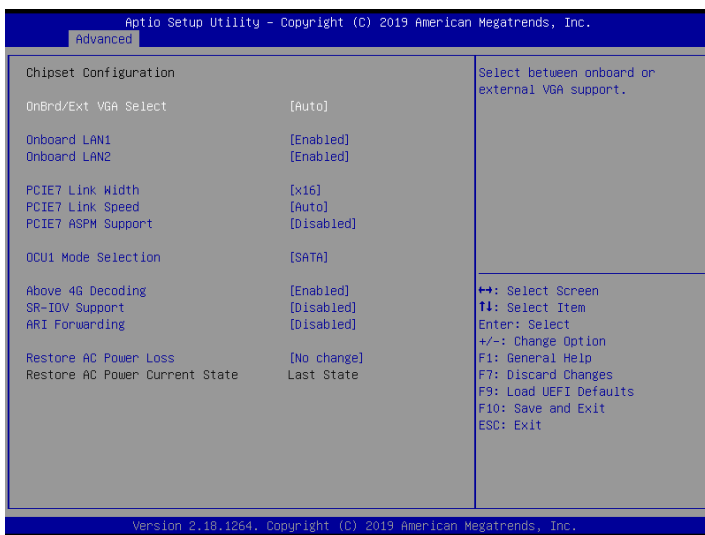 Aptio Setup Utility – Copyright (C) 2019 American Megatrends, Inc.
Advanced
Chipset Configuration
OnBrd/Ext VGA Select [Auto]
Onboard LAN1 [Enabled]
Onboard LAN2 [Enabled]
PCIE7 Link Width [x16]
PCIE7 Link Speed [Auto]
PCIE7 ASPM Support [Disabled]
OCU1 Mode Selection [SATA]
Above 4G Decoding [Enabled]
SR-IOV Support [Disabled]
ARI Forwarding [Disabled]
Restore AC Power Loss [No change]
Restore AC Power Current State Last State
Select between onboard or
external VGA support.
↔: Select Screen
↑↓: Select Item
Enter: Select
+/-: Change Option
F1: General Help
F7: Discard Changes
F9: Load UEFI Defaults
F10: Save and Exit
ESC: Exit
Version 2.18.1264. Copyright (C) 2019 American Megatrends, Inc.